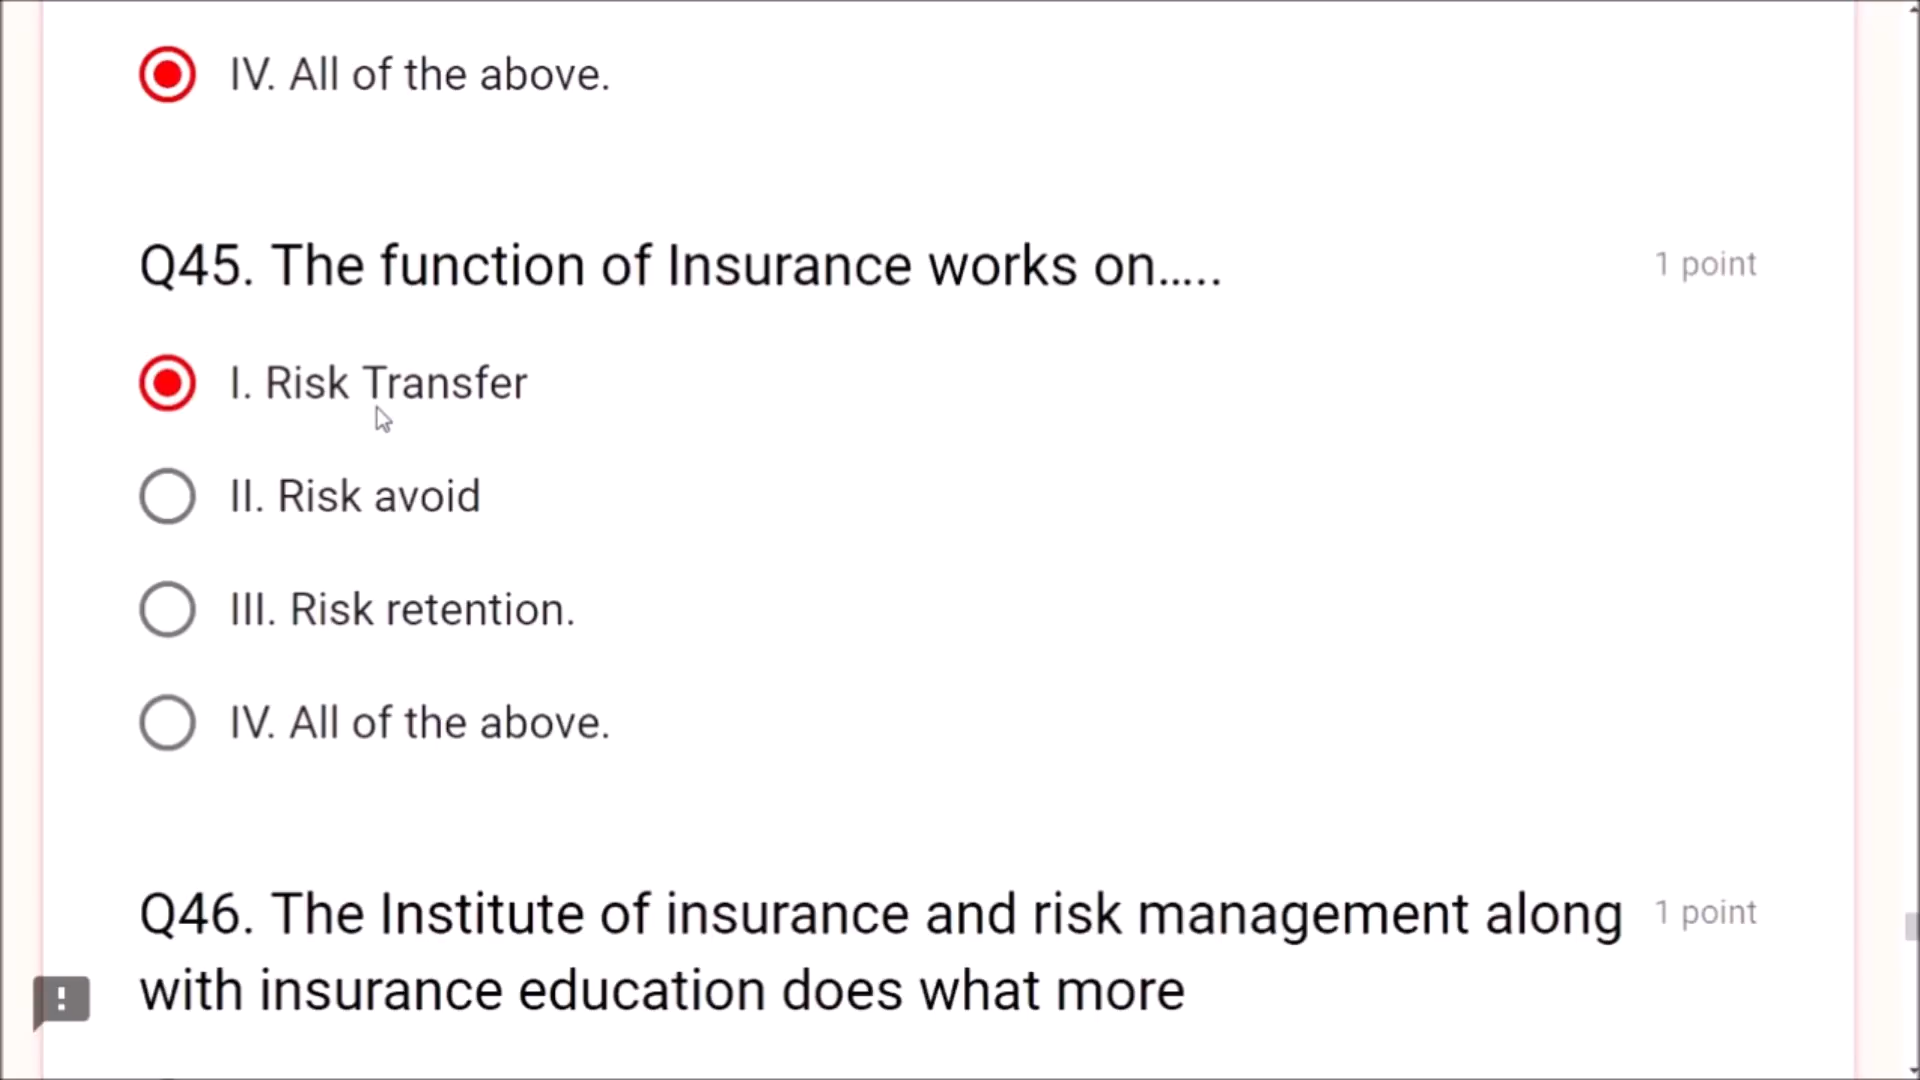 IV. All of the above.
Q45. The function of Insurance works on.....
1 point
I. Risk Transfer
II. Risk avoid
III. Risk retention.
IV. All of the above.
Q46. The Institute of insurance and risk management along
1 point
with insurance education does what more